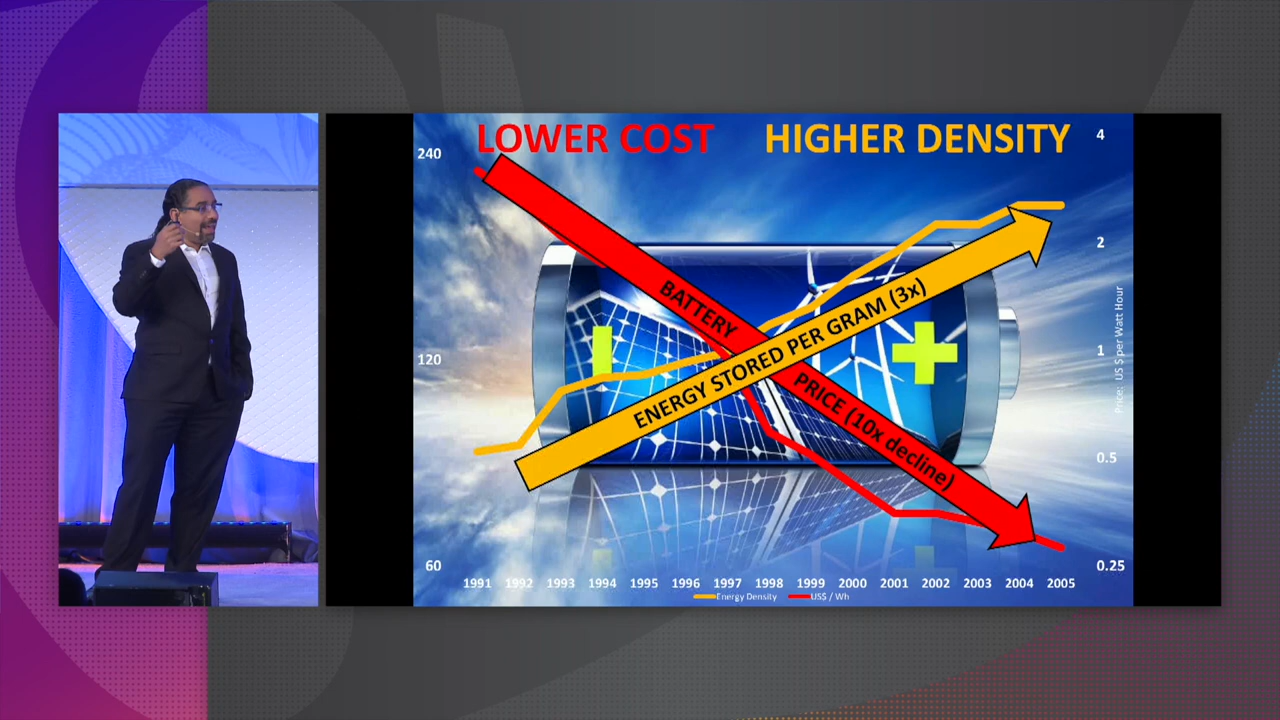 LOWER COST HIGHER DENSITY
4
240
2
BATTERY
PRICE (10x decline)
ENERGY STORED PER GRAM (3x)
Price: US $ per Watt Hour
120
1
0.5
60
0.25
1991 1992 1993 1994 1995 1996 1997 1998 1999 2000 2001 2002 2003 2004 2005
Energy Density US$ / Wh